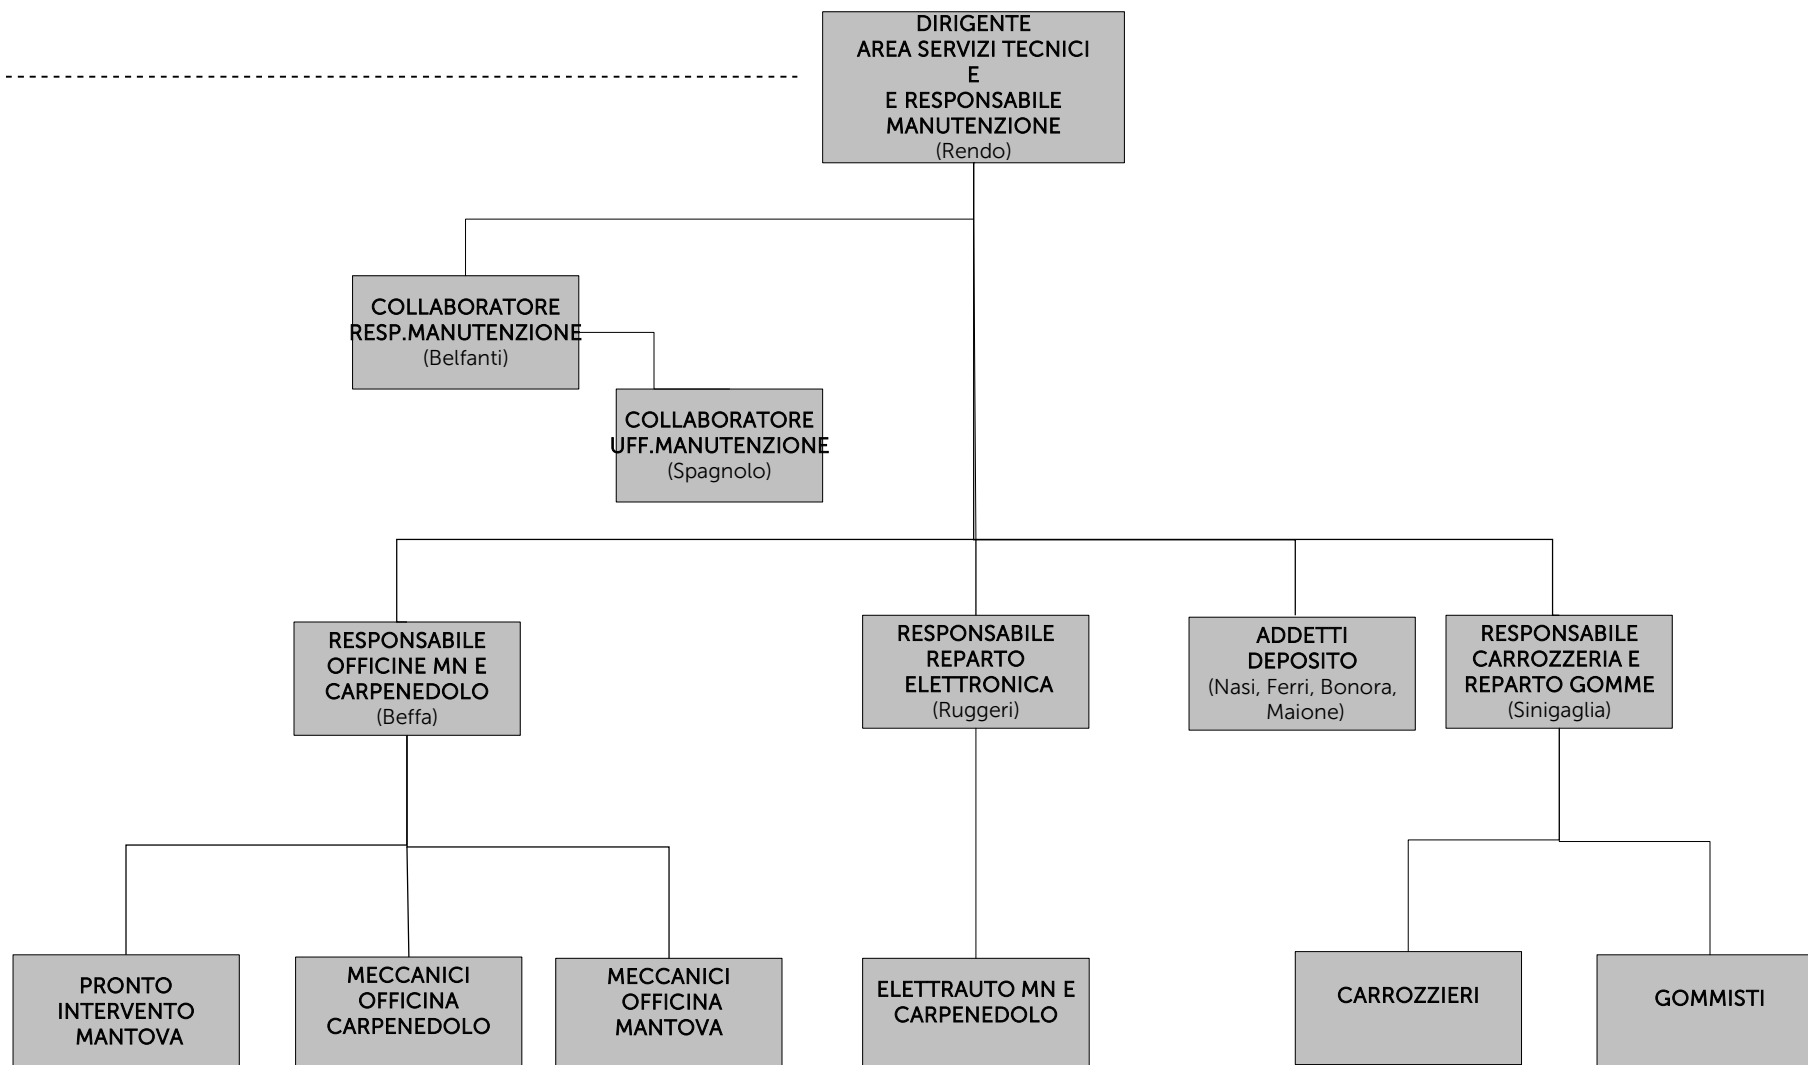 DIRIGENTE
AREA SERVIZI TECNICI
E
E RESPONSABILE
MANUTENZIONE
(Rendo)
COLLABORATORE
RESP.MANUTENZIONE
(Belfanti)
COLLABORATORE
UFF.MANUTENZIONE
(Spagnolo)
RESPONSABILE
OFFICINE MN E
CARPENEDOLO
(Beffa)
RESPONSABILE
REPARTO
ELETTRONICA
(Ruggeri)
ADDETTI
DEPOSITO
(Nasi, Ferri, Bonora,
Maione)
RESPONSABILE
CARROZZERIA E
REPARTO GOMME
(Sinigaglia)
PRONTO
INTERVENTO
MANTOVA
MECCANICI
OFFICINA
CARPENEDOLO
MECCANICI
OFFICINA
MANTOVA
ELETTRAUTO MN E
CARPENEDOLO
CARROZZIERI
GOMMISTI